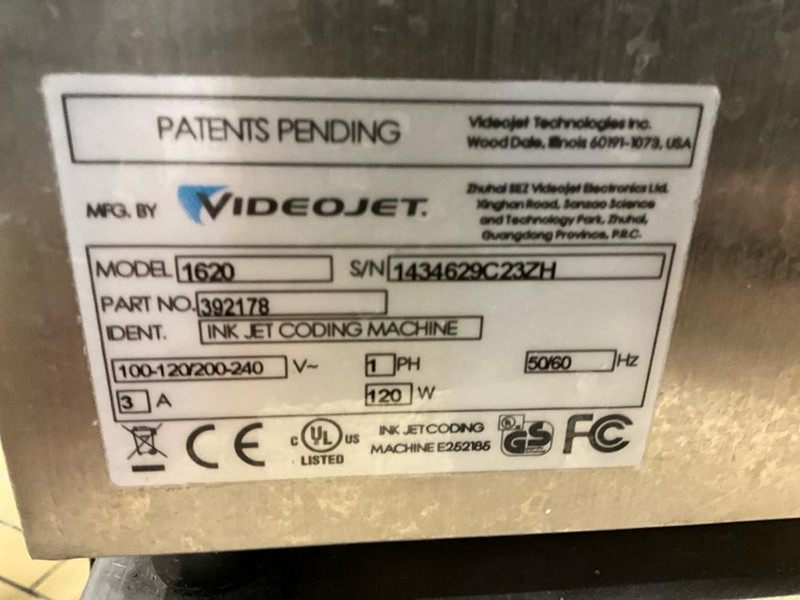 PATENTS PENDING
Videojet Technologies Inc.
Wood Dale, Illinois 60191-1073, USA
MFG. BY VIDEOJET.
Zhuhai SEZ Videojet Electronics Ltd.
Xinghan Road, Sanzao Science
and Technology Park, Zhuhai,
Guangdong Province, P.R.C.
MODEL 1620 S/N 1434629C23ZH
PART NO. 392178
IDENT. INK JET CODING MACHINE
100-120/200-240 V~ 1 PH 50/60 Hz
3 A 120 W
CE C UL US LISTED
INK JET CODING
MACHINE E252185
UL GS FC